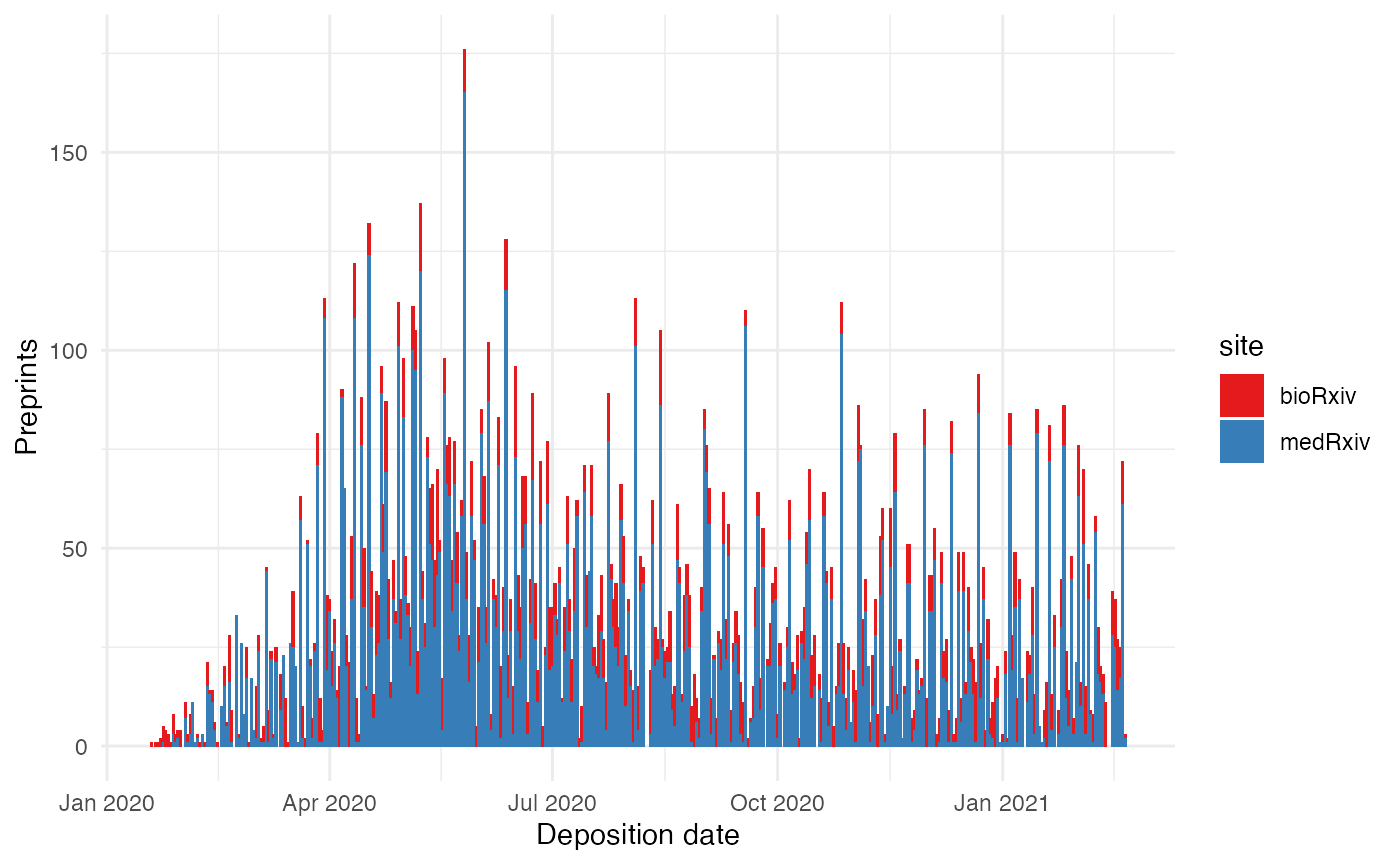 150
100
50
0
Preprints
Jan 2020
Apr 2020
Jul 2020
Oct 2020
Jan 2021
Deposition date
site
bioRxiv
medRxiv